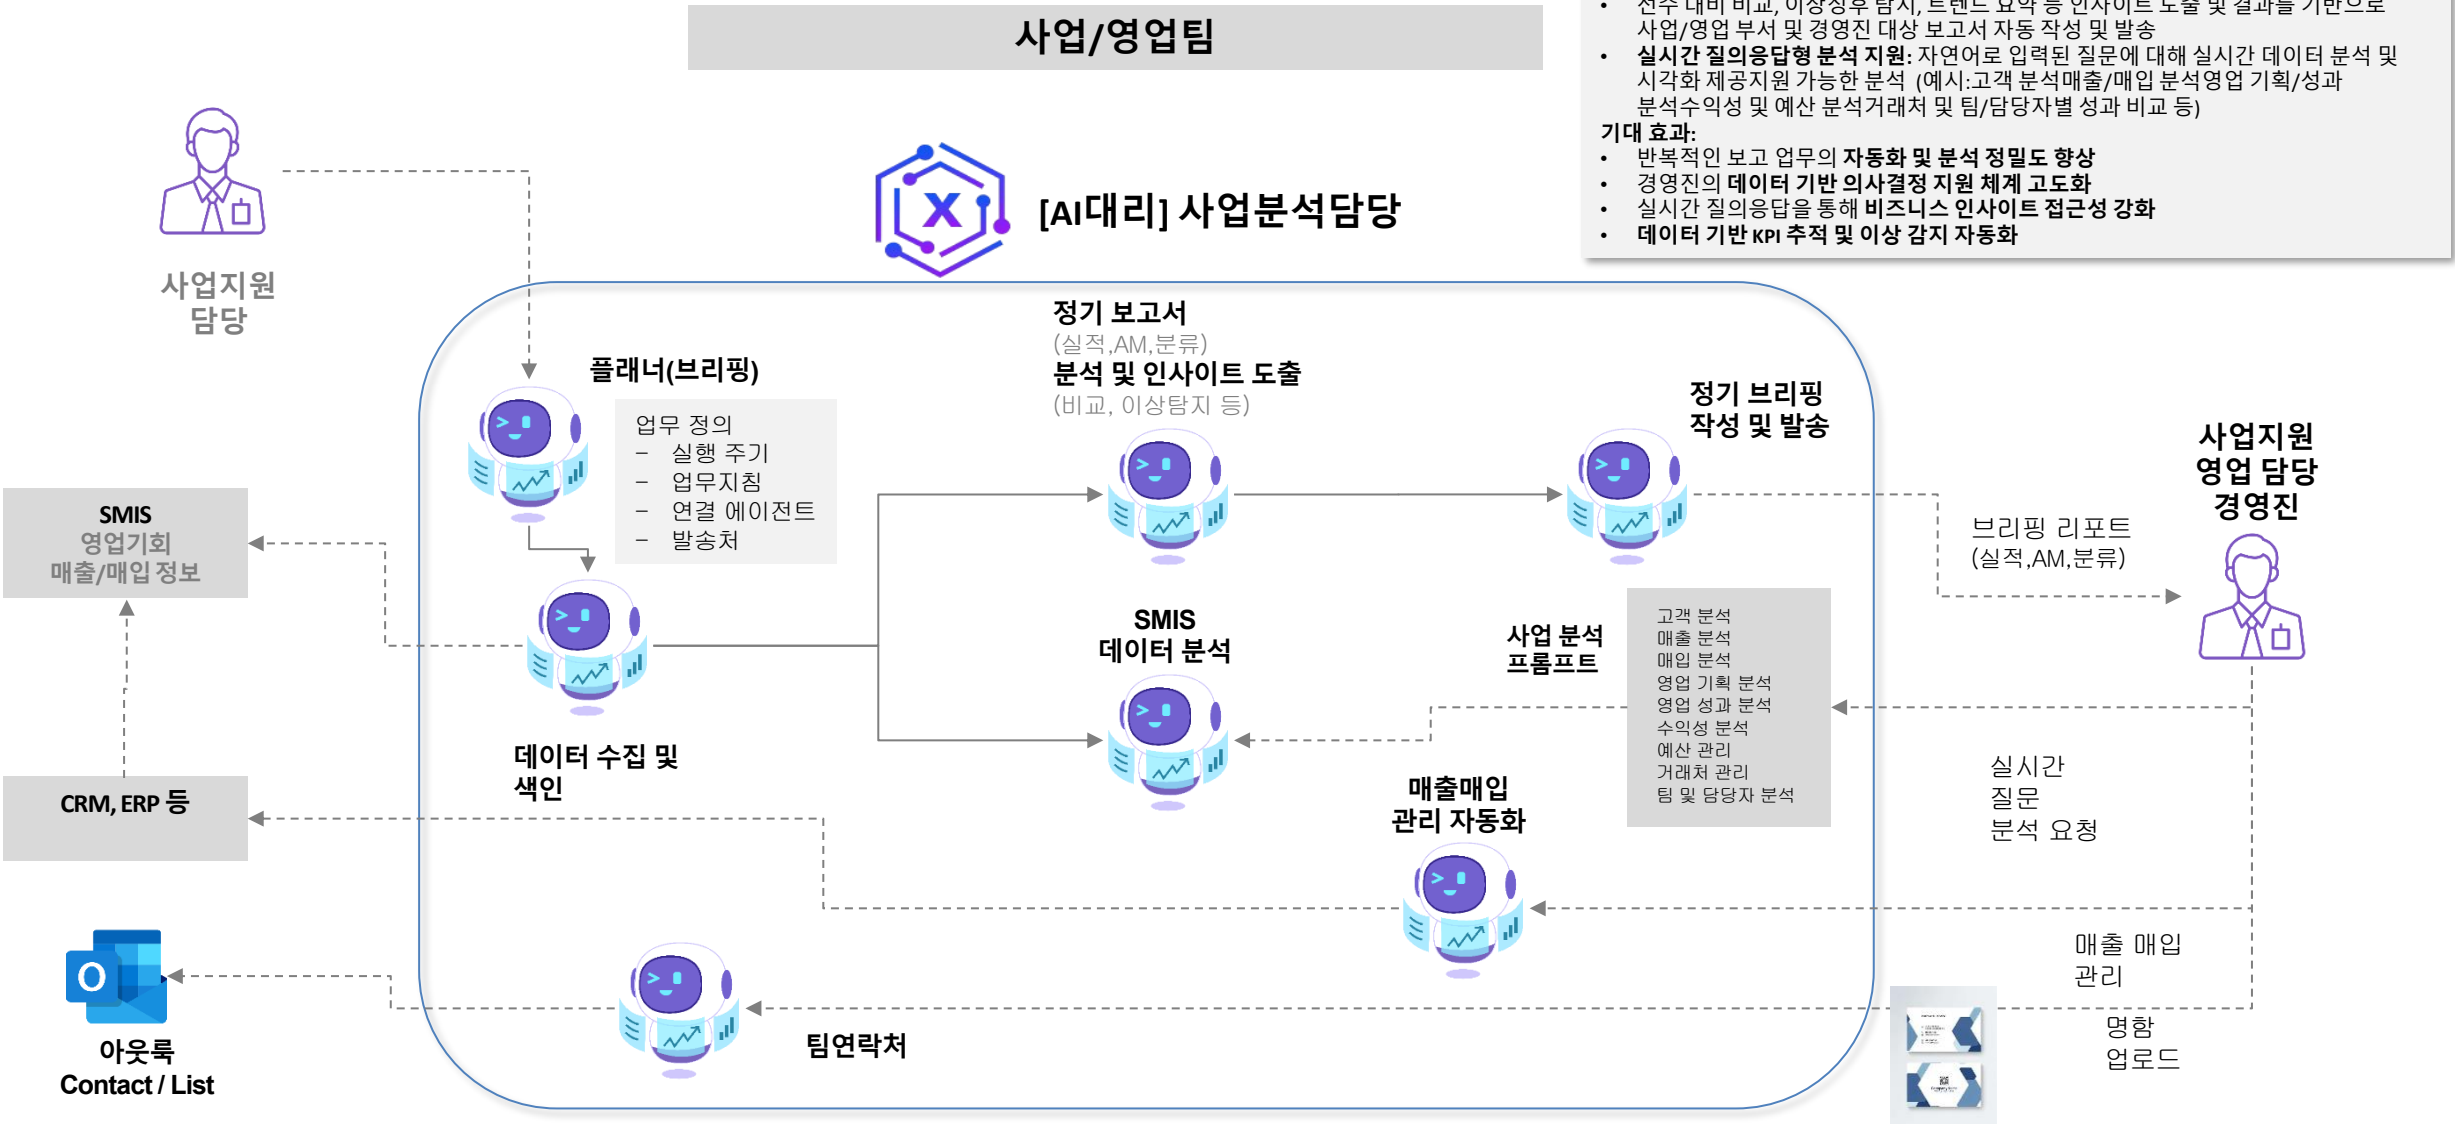 사업/영업팀
• 전주 대비 비교, 이상징후 탐지, 트렌드 요약 등 인사이트 도출 및 결과를 기반으로
사업/영업 부서 및 경영진 대상 보고서 자동 작성 및 발송
• 실시간 질의응답형 분석 지원: 자연어로 입력된 질문에 대해 실시간 데이터 분석 및
시각화 제공지원 가능한 분석 (예시:고객 분석매출/매입 분석영업 기획/성과
분석수익성 및 예산 분석거래처 및 팀/담당자별 성과 비교 등)
기대 효과:
• 반복적인 보고 업무의 자동화 및 분석 정밀도 향상
• 경영진의 데이터 기반 의사결정 지원 체계 고도화
• 실시간 질의응답을 통해 비즈니스 인사이트 접근성 강화
• 데이터 기반 KPI 추적 및 이상 감지 자동화
X
[AI대리] 사업분석담당
사업지원
담당
플래너(브리핑)
업무 정의
– 실행 주기
– 업무지침
– 연결 에이전트
– 발송처
정기 보고서
(실적,AM,분류)
분석 및 인사이트 도출
(비교, 이상탐지 등)
정기 브리핑
작성 및 발송
사업지원
영업 담당
경영진
브리핑 리포트
(실적,AM,분류)
SMIS
영업기회
매출/매입 정보
데이터 수집 및
색인
SMIS
데이터 분석
사업 분석
프롬프트
고객 분석
매출 분석
매입 분석
영업 기획 분석
영업 성과 분석
수익성 분석
예산 관리
거래처 관리
팀 및 담당자 분석
실시간
질문
분석 요청
CRM, ERP 등
매출매입
관리 자동화
매출 매입
관리
O
아웃룩
Contact / List
팀연락처
명함
업로드